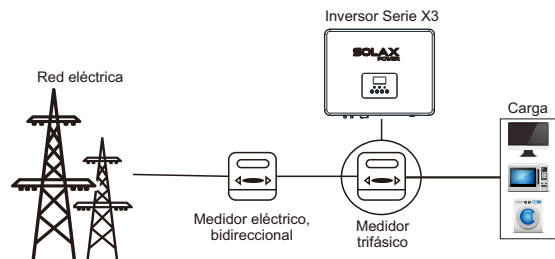 Inversor Serie X3
SOLAX
POWER
Red eléctrica
Carga
Medidor eléctrico,
bidireccional
Medidor
trifásico